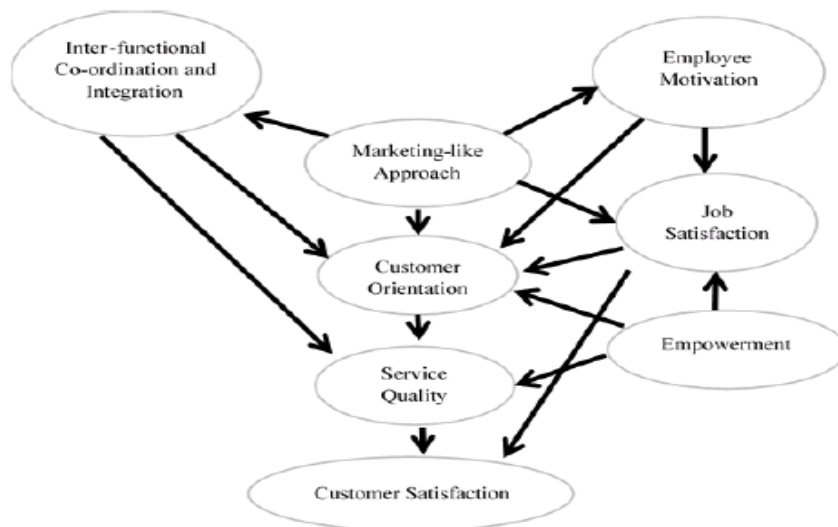 Inter-functional
Co-ordination and
Integration
Employee
Motivation
Marketing-like
Approach
Job
Satisfaction
Customer
Orientation
Empowerment
Service
Quality
Customer Satisfaction